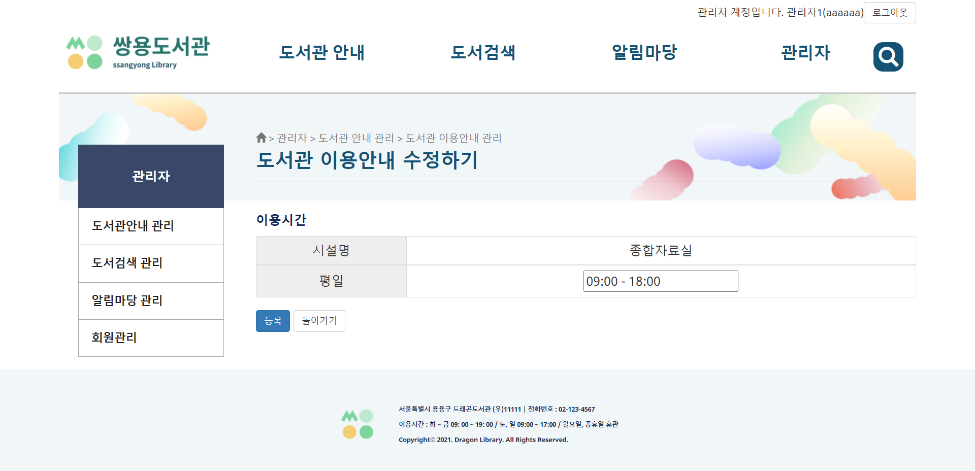 관리자 계정입니다. 관리자1(aaaaaa) 로그아웃
쌍용도서관
ssangyong Library
도서관 안내 도서검색 알림마당 관리자
> 관리자 > 도서관 안내 관리 > 도서관 이용안내 관리
도서관 이용안내 수정하기
관리자
도서관안내 관리
도서검색 관리
알림마당 관리
회원관리
이용시간
시설명 종합자료실
평일 09:00 - 18:00
등록 돌아가기
서울특별시 용용구 드래곤도서관 (우)11111 | 전화번호 : 02-123-4567
이용시간 : 화 ~ 금 09: 00 ~ 19: 00 / 토, 일 09:00 ~ 17:00 / 월요일, 공휴일 휴관
Copyright© 2021. Dragon Library. All Rights Reserved.